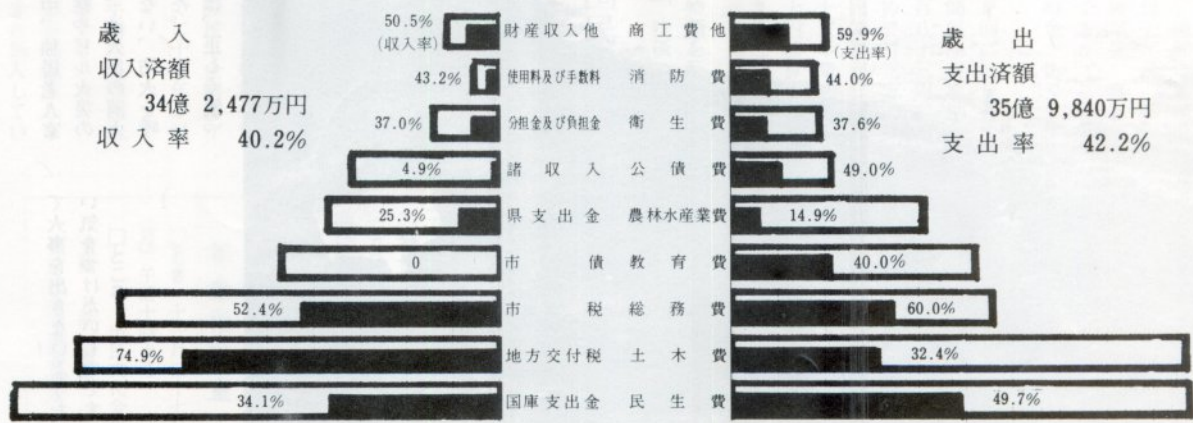 歳入
収入済額
34億 2,477万円
収入率 40.2%
歳出
支出済額
35億 9,840万円
支出率 42.2%
50.5% 財産収入他 商工費他 59.9%
(収入率) (支出率)
43.2% 使用料及び手数料 消防費 44.0%
37.0% 分担金及び負担金 衛生費 37.6%
4.9% 諸収入 公債費 49.0%
25.3% 県支出金 農林水産業費 14.9%
0 市債 教育費 40.0%
52.4% 市税 総務費 60.0%
74.9% 地方交付税 土木費 32.4%
34.1% 国庫支出金 民生費 49.7%